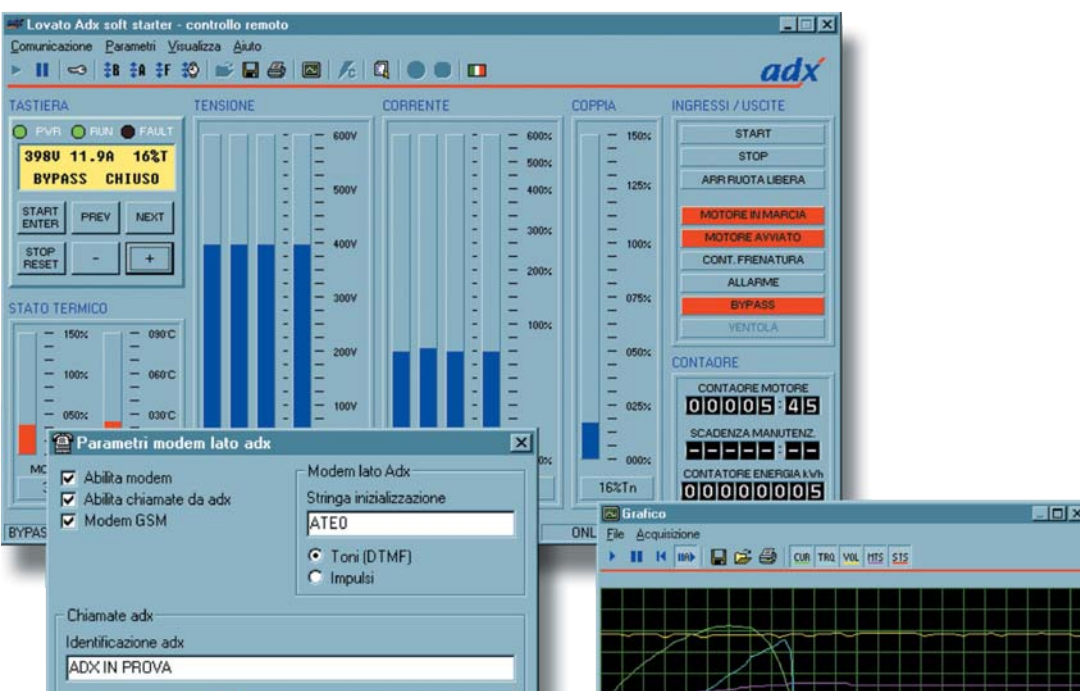 Lovato Adx soft starter - controllo remoto
Comunicazione Parametri Visualizza Aiuto
adx
TASTIERA
PVR RUN FAULT
398V 11.9A 16%T
BYPASS CHIUSO
START ENTER PREV NEXT
STOP RESET - +
STATO TERMICO
150% 090°C
100% 060°C
050% 030°C
TENSIONE
600V
500V
400V
300V
200V
100V
CORRENTE
600%
500%
400%
300%
200%
100%
COPPIA
150%
125%
100%
075%
050%
025%
000%
16%Tn
INGRESSI / USCITE
START
STOP
ARR RUOTA LIBERA
MOTORE IN MARCIA
MOTORE AVVIATO
CONT. FRENATURA
ALLARME
BYPASS
VENTOLA
CONTAORE
CONTAORE MOTORE
00005:45
SCADENZA MANUTENZ.
-----:--
CONTATORE ENERGIA kWh
00000005
BYPAS
ONL
Parametri modem lato adx
Abilita modem
Abilita chiamate da adx
Modem GSM
Modem lato Adx
Stringa inizializzazione
ATE0
Toni (DTMF)
Impulsi
Chiamate adx
Identificazione adx
ADX IN PROVA
Grafico
File Acquisizione
CUR TRQ VOL MTS STS